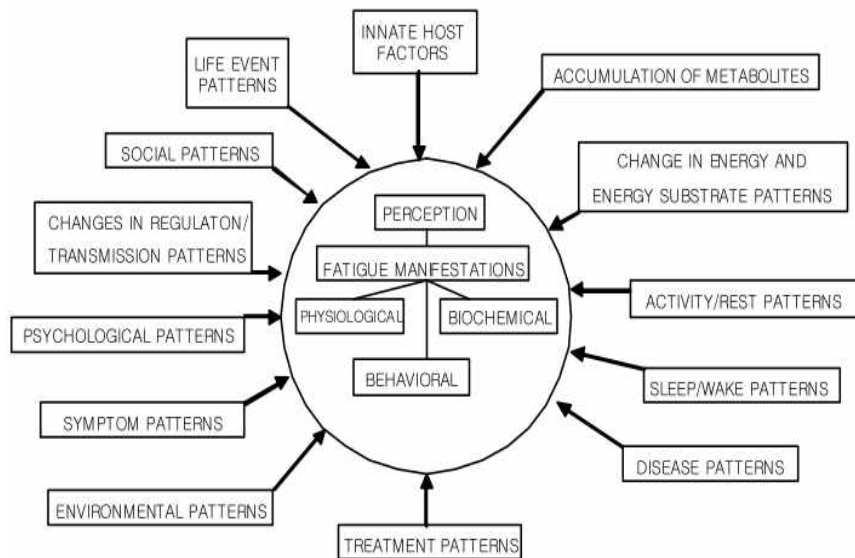 INNATE HOST
FACTORS
LIFE EVENT
PATTERNS
ACCUMULATION OF METABOLITES
SOCIAL PATTERNS
CHANGE IN ENERGY AND
ENERGY SUBSTRATE PATTERNS
PERCEPTION
CHANGES IN REGULATON/
TRANSMISSION PATTERNS
FATIGUE MANIFESTATIONS
ACTIVITY/REST PATTERNS
PHYSIOLOGICAL
BIOCHEMICAL
PSYCHOLOGICAL PATTERNS
BEHAVIORAL
SLEEP/WAKE PATTERNS
SYMPTOM PATTERNS
DISEASE PATTERNS
ENVIRONMENTAL PATTERNS
TREATMENT PATTERNS